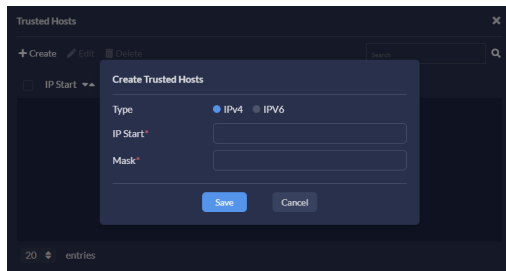 Trusted Hosts
Create Edit Delete Search
IP Start
Create Trusted Hosts
Type IPv4 IPV6
IP Start*
Mask*
Save Cancel
20 entries